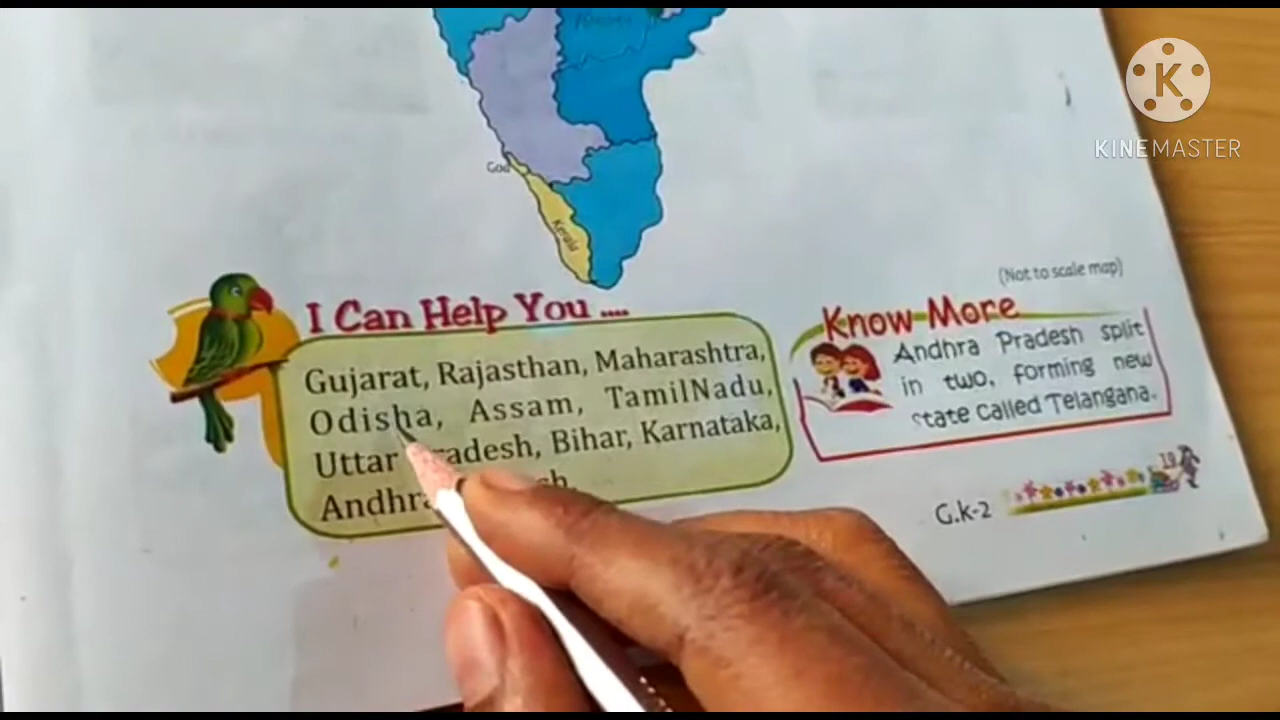 K
KINEMASTER
Goa
Kerala
(Not to scale map)
I Can Help You ....
Gujarat, Rajasthan, Maharashtra,
Odisha, Assam, TamilNadu,
Uttar Pradesh, Bihar, Karnataka,
Andhra
Know More
Andhra Pradesh split
in two, forming new
state called Telangana.
G.k-2
19